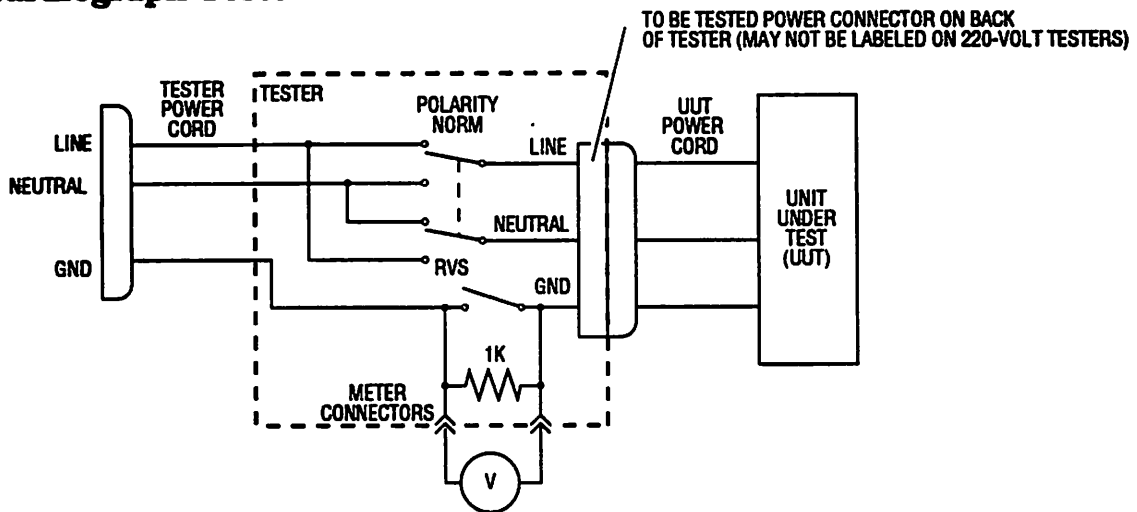 TO BE TESTED POWER CONNECTOR ON BACK
OF TESTER (MAY NOT BE LABELED ON 220-VOLT TESTERS)
TESTER
POWER
CORD
TESTER
POLARITY
NORM
UUT
POWER
CORD
LINE
LINE
NEUTRAL
NEUTRAL
UNIT
UNDER
TEST
(UUT)
GND
RVS
GND
1K
METER
CONNECTORS
V